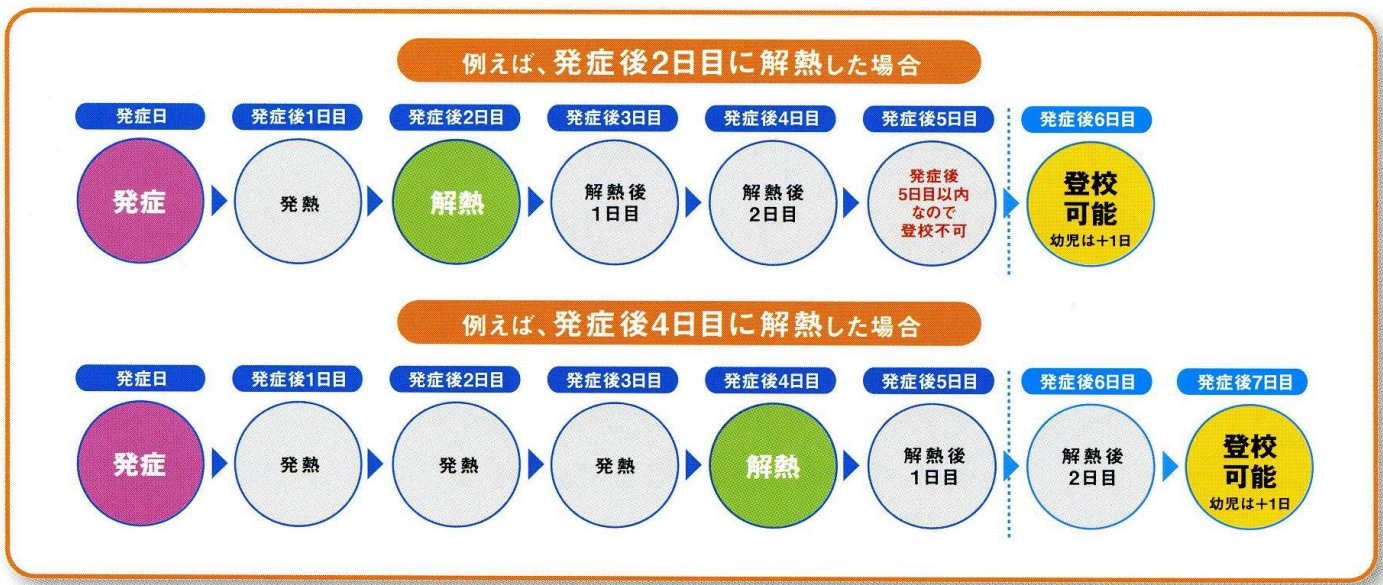 例えば、発症後2日目に解熱した場合
発症日
発症後1日目
発症後2日目
発症後3日目
発症後4日目
発症後5日目
発症後6日目
発症
発熱
解熱
解熱後
1日目
解熱後
2日目
発症後
5日目以内
なので
登校不可
登校
可能
幼児は+1日
例えば、発症後4日目に解熱した場合
発症日
発症後1日目
発症後2日目
発症後3日目
発症後4日目
発症後5日目
発症後6日目
発症後7日目
発症
発熱
発熱
発熱
解熱
解熱後
1日目
解熱後
2日目
登校
可能
幼児は+1日